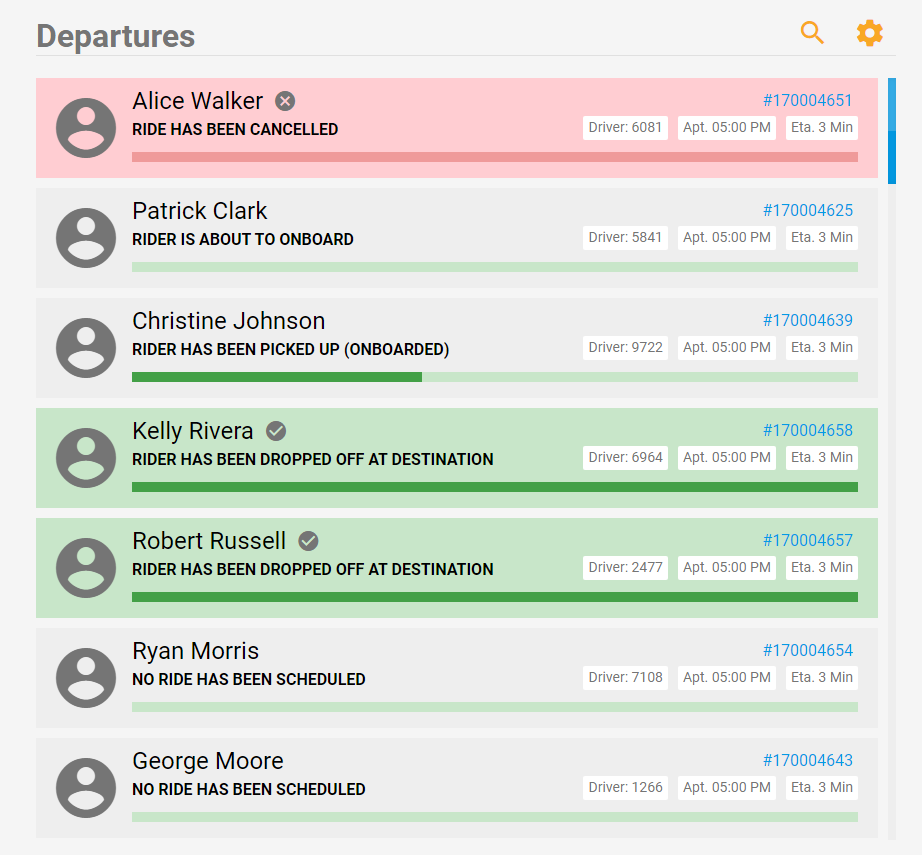 Departures
Alice Walker
#170004651
RIDE HAS BEEN CANCELLED
Driver: 6081 Apt. 05:00 PM Eta. 3 Min
Patrick Clark
#170004625
RIDER IS ABOUT TO ONBOARD
Driver: 5841 Apt. 05:00 PM Eta. 3 Min
Christine Johnson
#170004639
RIDER HAS BEEN PICKED UP (ONBOARDED)
Driver: 9722 Apt. 05:00 PM Eta. 3 Min
Kelly Rivera
#170004658
RIDER HAS BEEN DROPPED OFF AT DESTINATION
Driver: 6964 Apt. 05:00 PM Eta. 3 Min
Robert Russell
#170004657
RIDER HAS BEEN DROPPED OFF AT DESTINATION
Driver: 2477 Apt. 05:00 PM Eta. 3 Min
Ryan Morris
#170004654
NO RIDE HAS BEEN SCHEDULED
Driver: 7108 Apt. 05:00 PM Eta. 3 Min
George Moore
#170004643
NO RIDE HAS BEEN SCHEDULED
Driver: 1266 Apt. 05:00 PM Eta. 3 Min